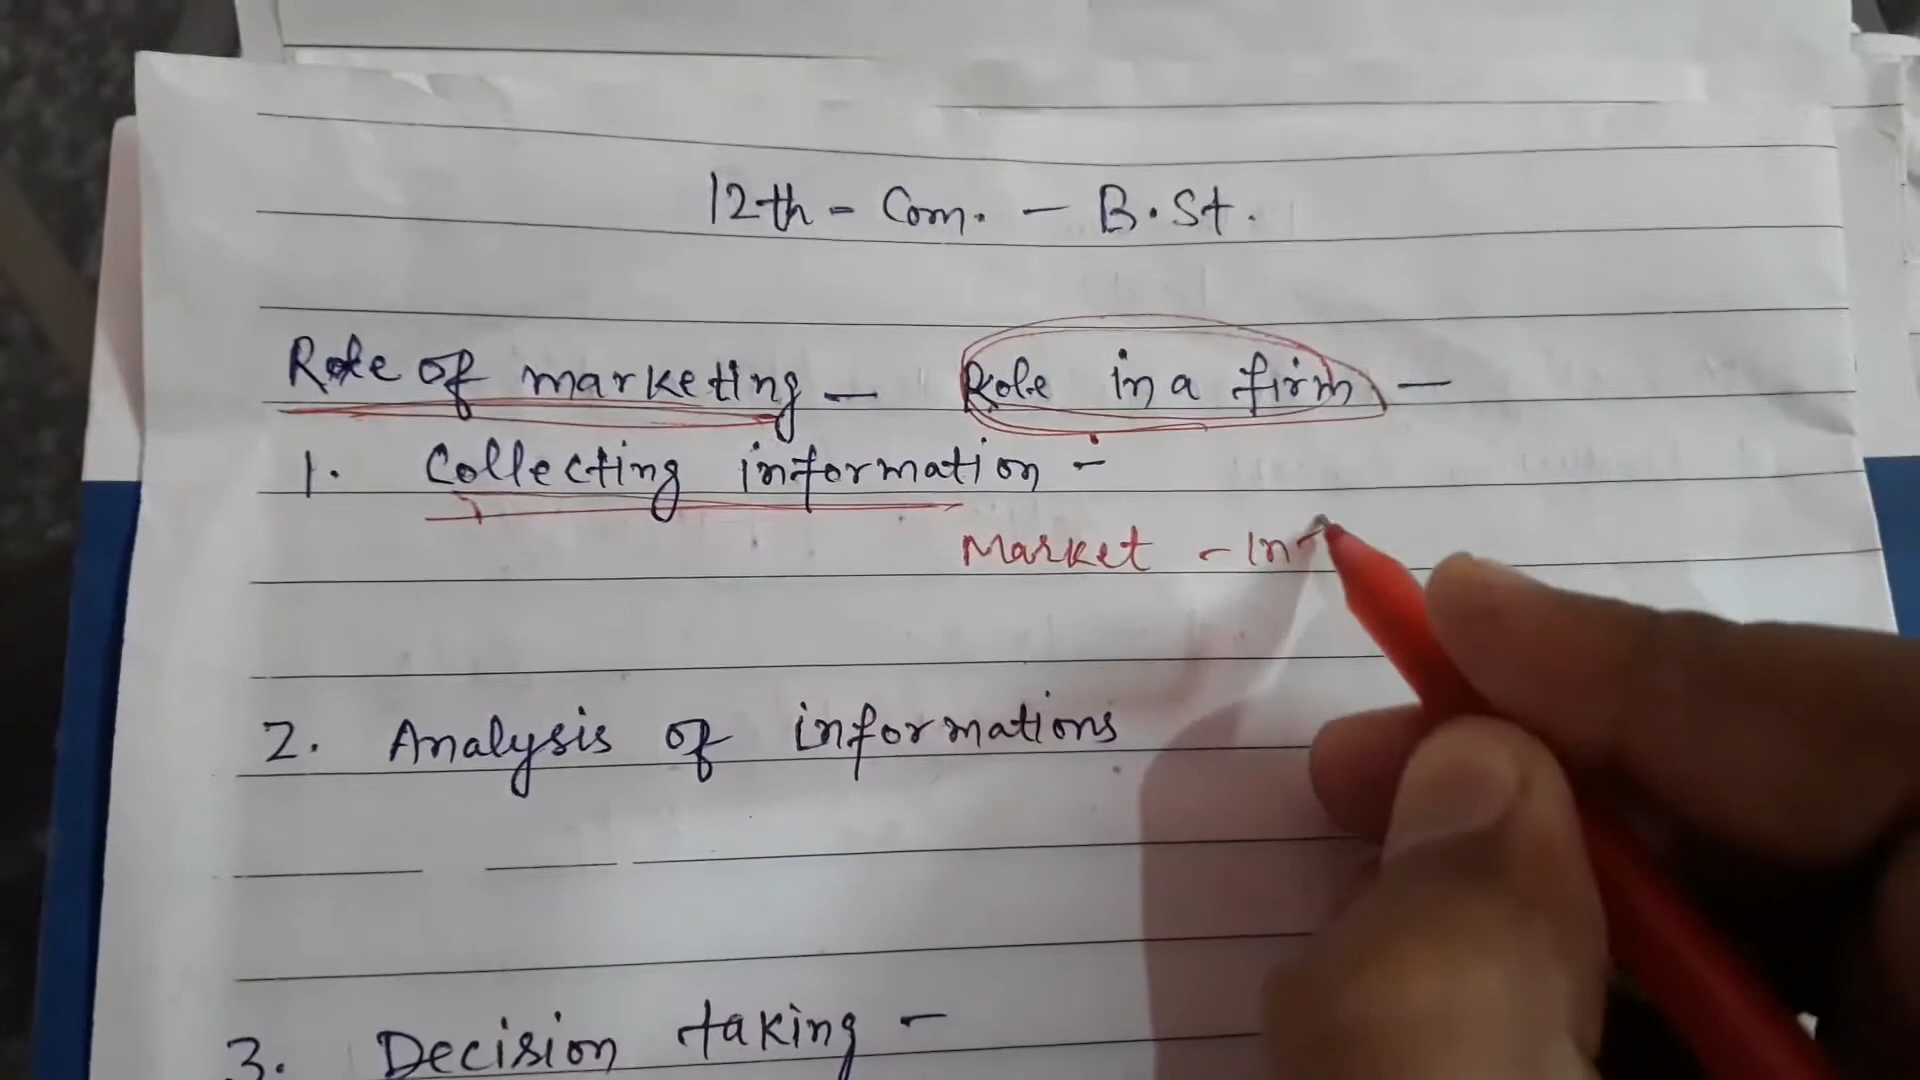 12th - Com. - B.St.
Role of marketing - Role in a firm -
1. Collecting information -
Market - In
2. Analysis of informations
3. Decision taking -